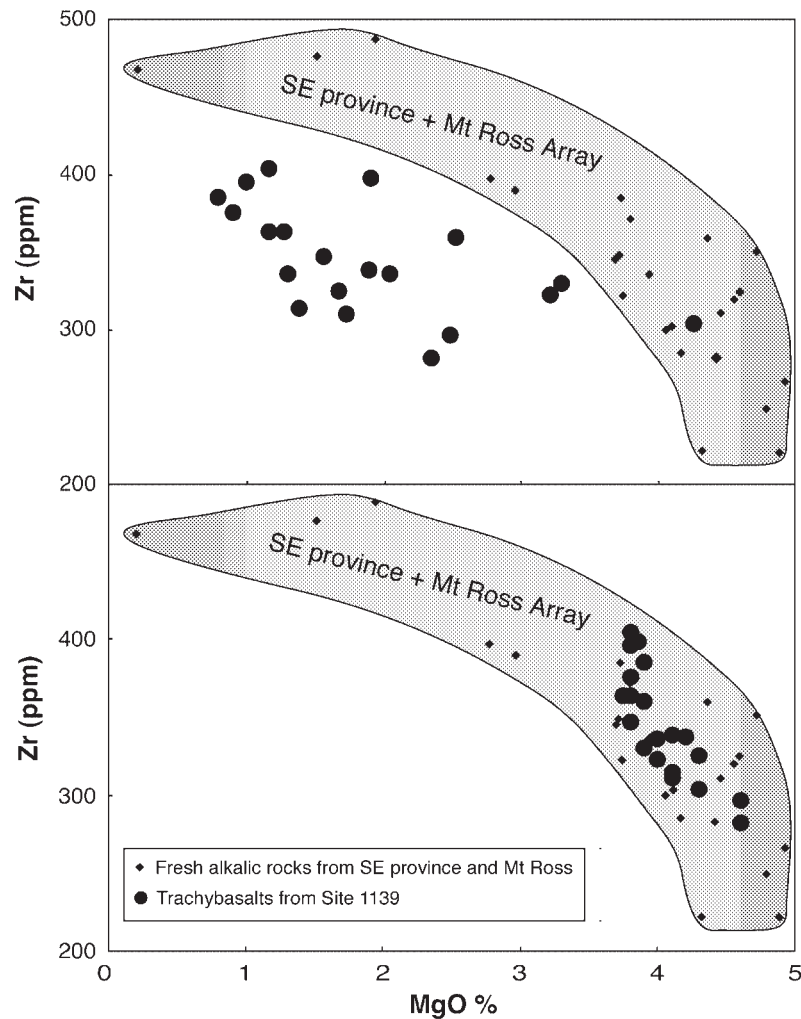 500
400
300
200
Zr (ppm)
SE province + Mt Ross Array
400
300
200
Zr (ppm)
SE province + Mt Ross Array
Fresh alkalic rocks from SE province and Mt Ross
Trachybasalts from Site 1139
0 1 2 3 4 5
MgO %